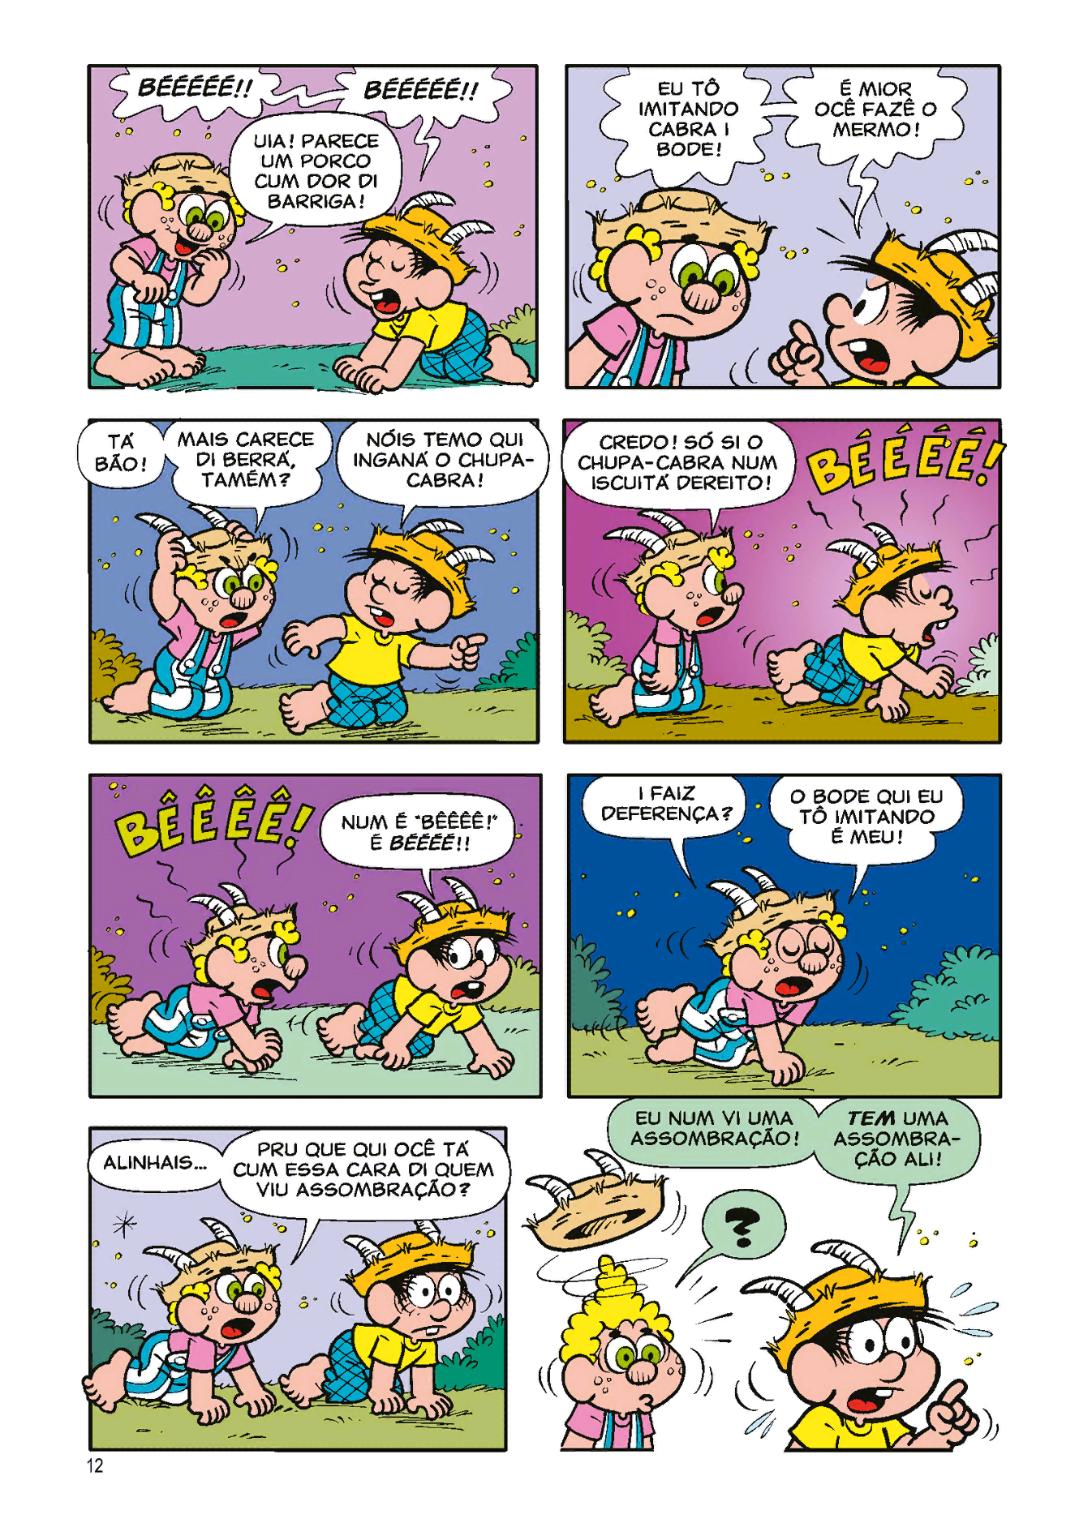 BÉÉÉÉÉ!!
BÉÉÉÉÉ!!
UIA! PARECE
UM PORCO
CUM DOR DI
BARRIGA!
EU TÔ
IMITANDO
CABRA I
BODE!
É MIOR
OCÊ FAZÊ O
MERMO!
TÁ
BÃO!
MAIS CARECE
DI BERRÁ,
TAMÉM?
NÓIS TEMO QUI
INGANÁ O CHUPA-
CABRA!
CREDO! SÓ SI O
CHUPA-CABRA NUM
ISCUITÁ DEREITO!
BÉÉÉÉ!
BÊÊÊÊ!
NUM É "BÊÊÊÊ!"
É BÉÉÉÉ!!
I FAIZ
DEFERENÇA?
O BODE QUI EU
TÔ IMITANDO
É MEU!
ALINHAIS...
PRU QUE QUI OCÊ TÁ
CUM ESSA CARA DI QUEM
VIU ASSOMBRAÇÃO?
EU NUM VI UMA
ASSOMBRAÇÃO!
TEM UMA
ASSOMBRA-
ÇÃO ALI!
?
12